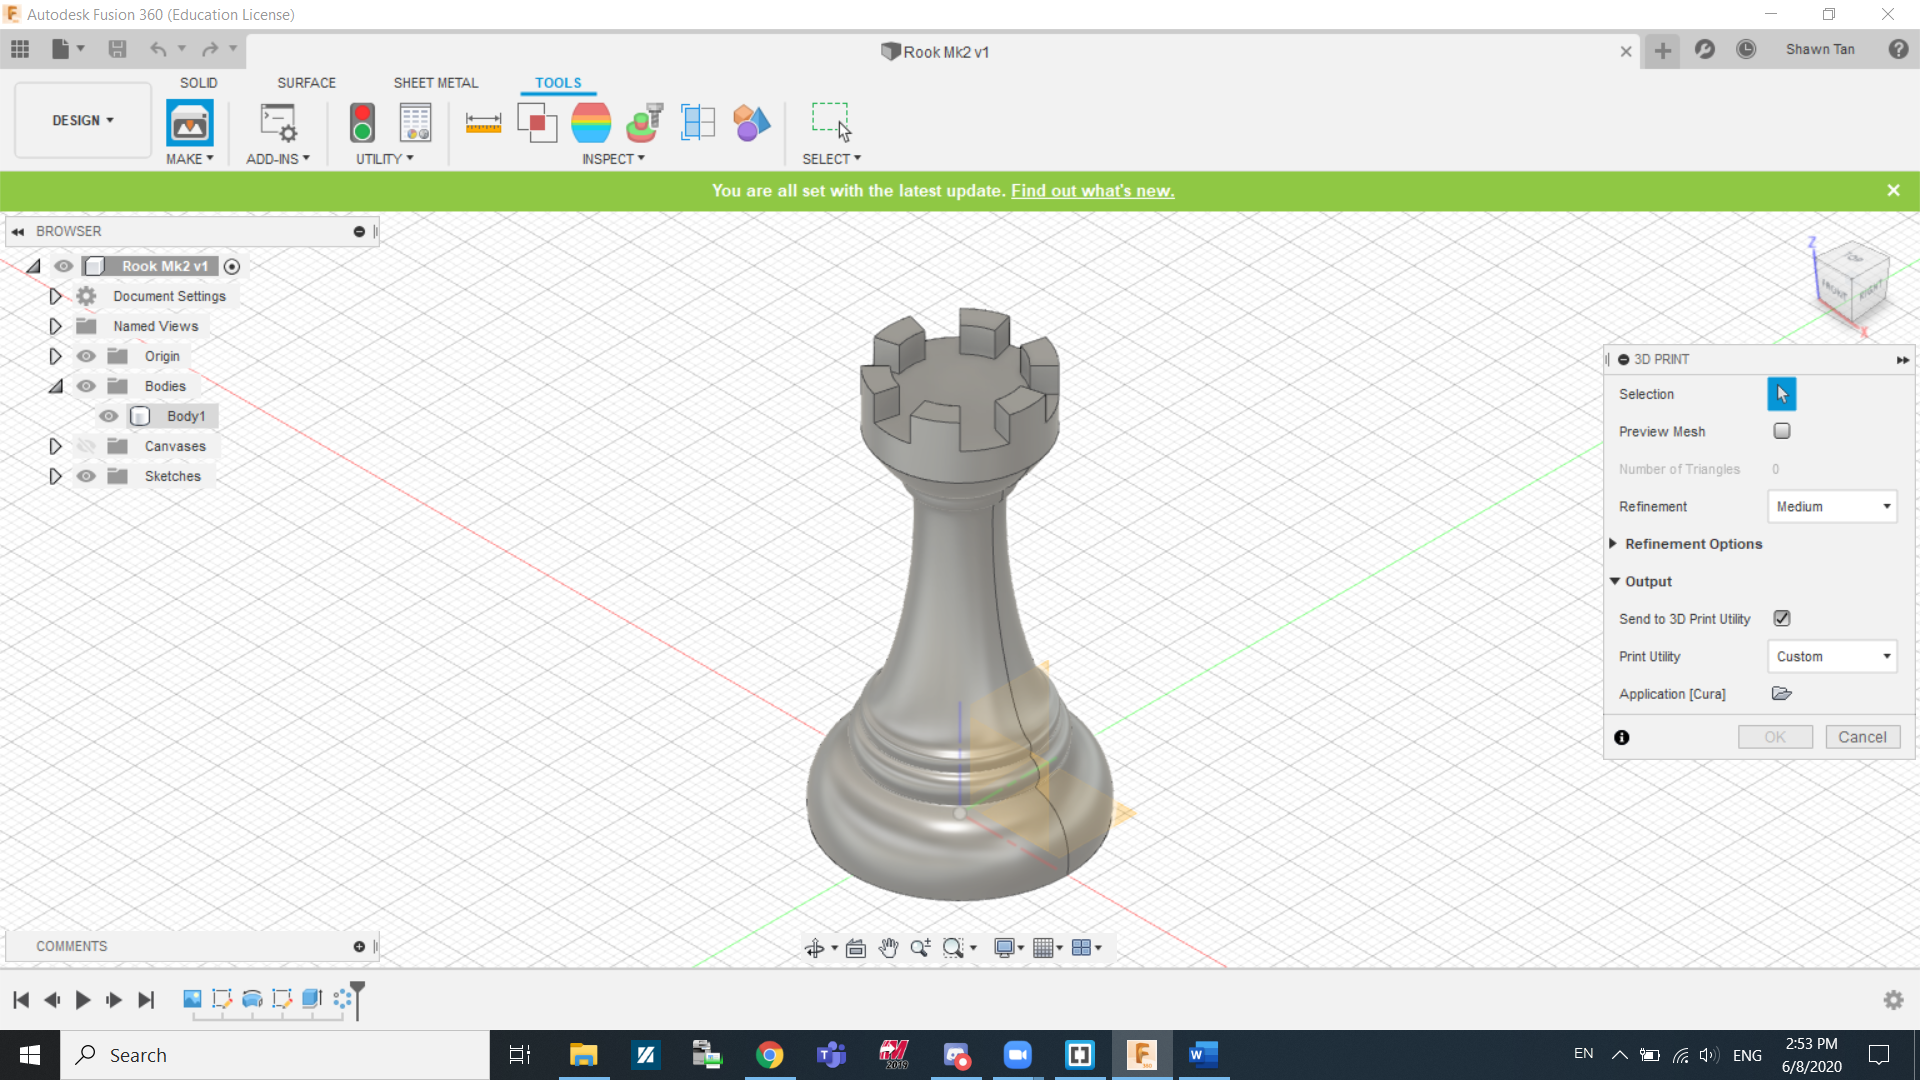 Autodesk Fusion 360 (Education License)
Rook Mk2 v1
Shawn Tan
SOLID SURFACE SHEET METAL TOOLS
DESIGN
MAKE ADD-INS UTILITY INSPECT SELECT
You are all set with the latest update. Find out what's new.
BROWSER
Rook Mk2 v1
Document Settings
Named Views
Origin
Bodies
Body1
Canvases
Sketches
Z
TOP
FRONT RIGHT
X
3D PRINT
Selection
Preview Mesh
Number of Triangles 0
Refinement Medium
Refinement Options
Output
Send to 3D Print Utility
Print Utility Custom
Application [Cura]
OK Cancel
COMMENTS
Search
2019
EN ENG
2:53 PM
6/8/2020